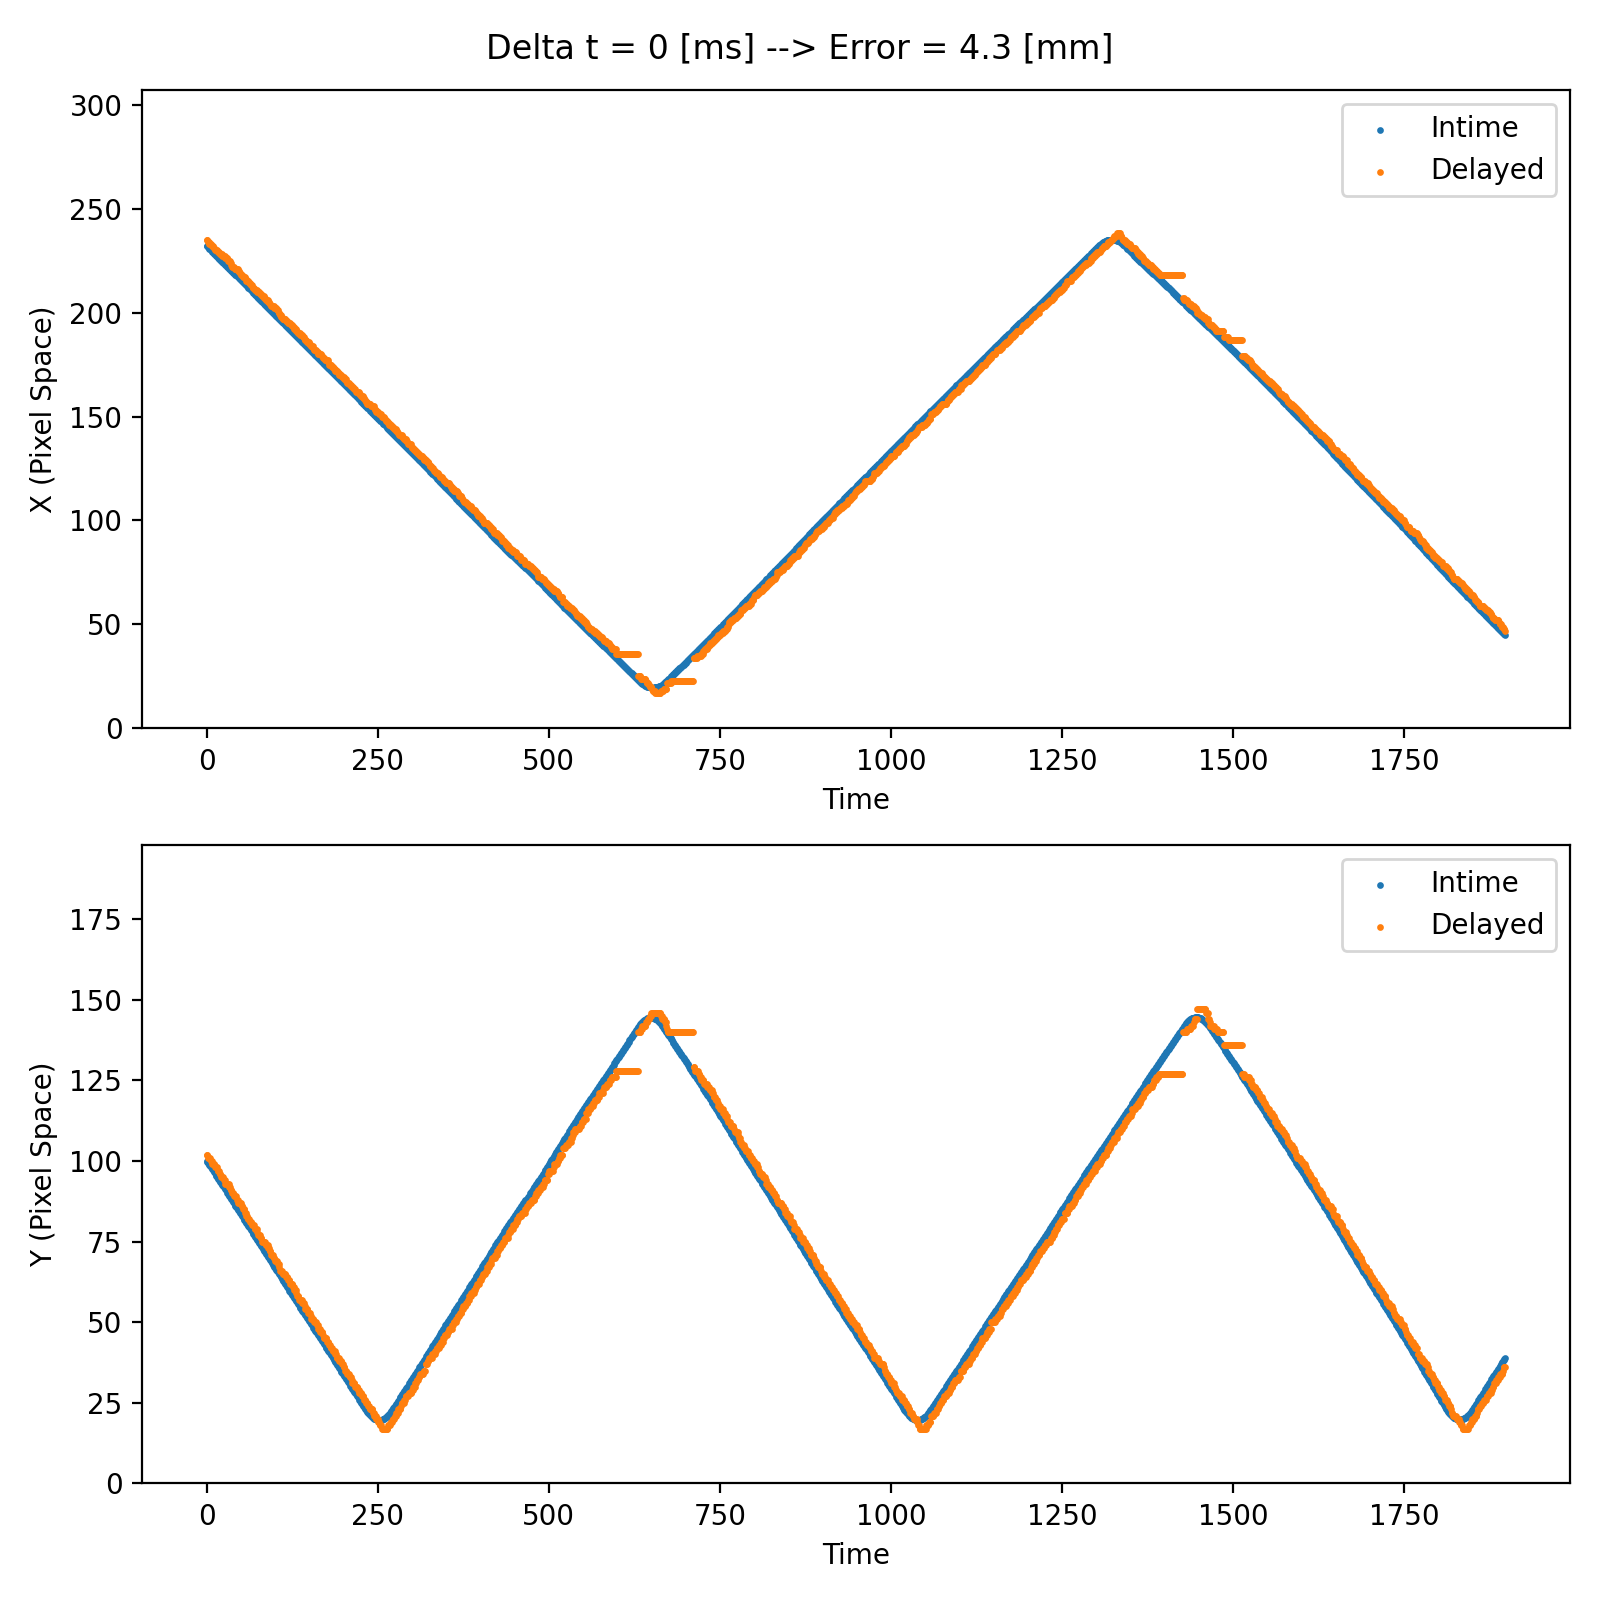 Delta t = 0 [ms] --> Error = 4.3 [mm]
300
250
200
150
100
50
0
X (Pixel Space)
Intime
Delayed
0 250 500 750 1000 1250 1500 1750
Time
175
150
125
100
75
50
25
0
Y (Pixel Space)
Intime
Delayed
0 250 500 750 1000 1250 1500 1750
Time